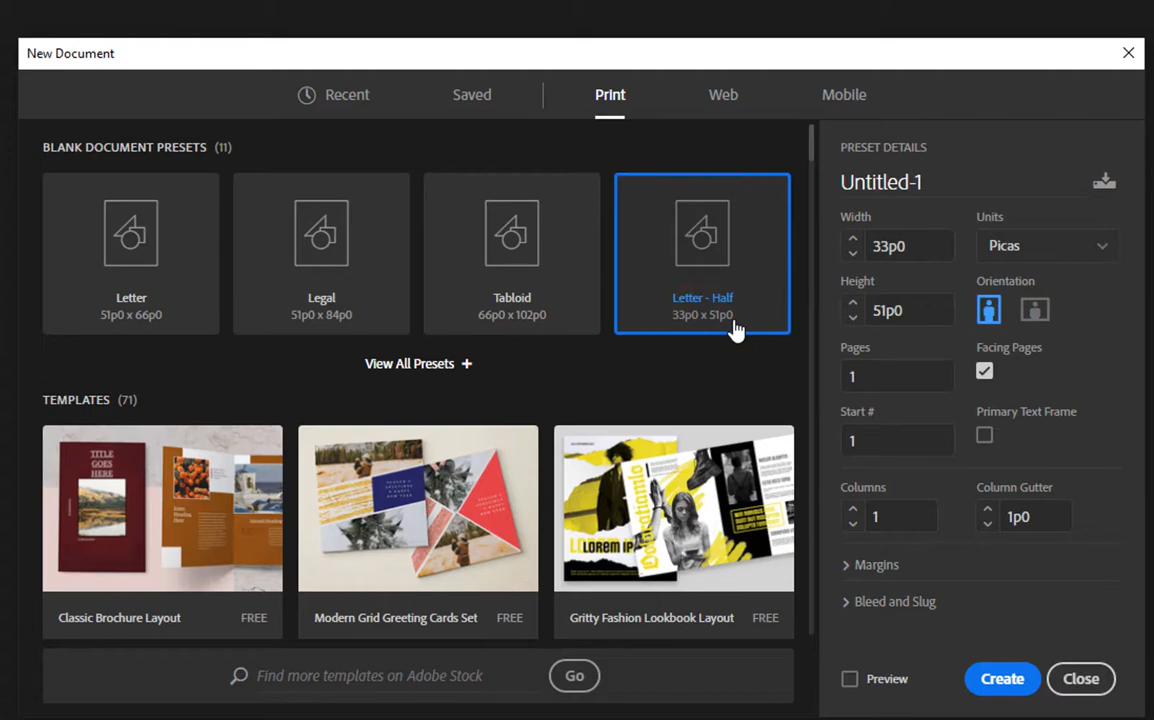 New Document
Recent
Saved
Print
Web
Mobile
BLANK DOCUMENT PRESETS (11)
Letter
51p0 x 66p0
Legal
51p0 x 84p0
Tabloid
66p0 x 102p0
Letter - Half
33p0 x 51p0
View All Presets +
TEMPLATES (71)
TITLE
GOES
HERE
LOREM IP
Classic Brochure Layout FREE
Modern Grid Greeting Cards Set FREE
Gritty Fashion Lookbook Layout FREE
Find more templates on Adobe Stock
Go
PRESET DETAILS
Untitled-1
Width
33p0
Units
Picas
Height
51p0
Orientation
Pages
1
Facing Pages
Start #
1
Primary Text Frame
Columns
1
Column Gutter
1p0
Margins
Bleed and Slug
Preview
Create
Close